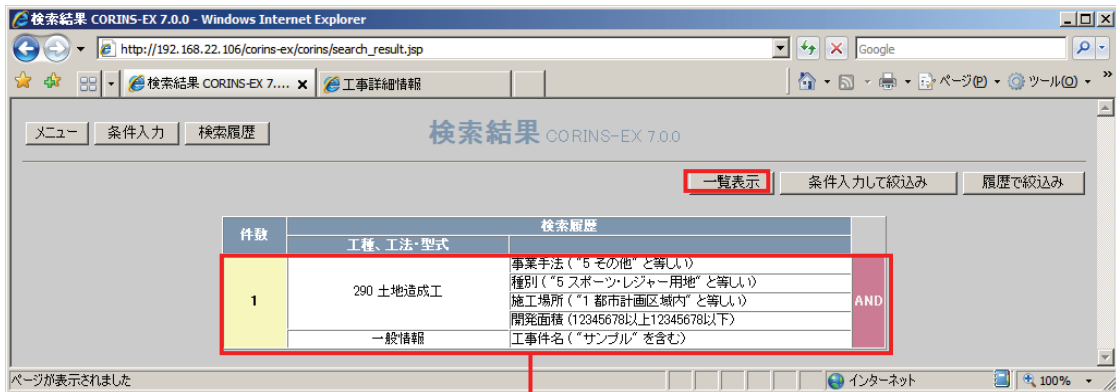 検索結果 CORINS-EX 7.0.0 - Windows Internet Explorer
http://192.168.22.106/corins-ex/corins/search_result.jsp
Google
検索結果 CORINS-EX 7.... x
工事詳細情報
ページ(P)
ツール(O)
»
メニュー 条件入力 検索履歴
検索結果 CORINS-EX 7.0.0
一覧表示 条件入力して絞込み 履歴で絞込み
件数 検索履歴
工種、工法・型式
1 290 土地造成工 事業手法 ( "5 その他" と等しい)
種別 ( "5 スポーツ・レジャー用地" と等しい)
施工場所 ( "1 都市計画区域内" と等しい)
開発面積 (12345678以上12345678以下)
AND
一般情報 工事件名 ( "サンプル" を含む)
ページが表示されました
インターネット
100%